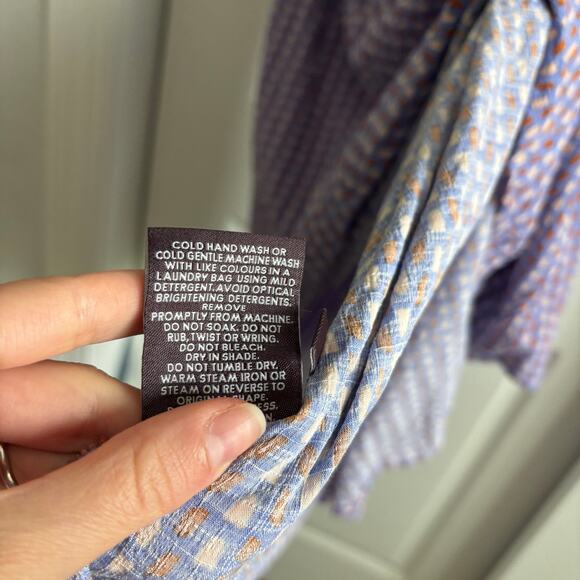 COLD HAND WASH OR
COLD GENTLE MACHINE WASH
WITH LIKE COLOURS IN A
LAUNDRY BAG USING MILD
DETERGENT. AVOID OPTICAL
BRIGHTENING DETERGENTS.
REMOVE
PROMPTLY FROM MACHINE.
DO NOT SOAK. DO NOT
RUB, TWIST OR WRING.
DO NOT BLEACH.
DRY IN SHADE.
DO NOT TUMBLE DRY.
WARM STEAM IRON OR
STEAM ON REVERSE TO
ORIGINAL SHAPE.